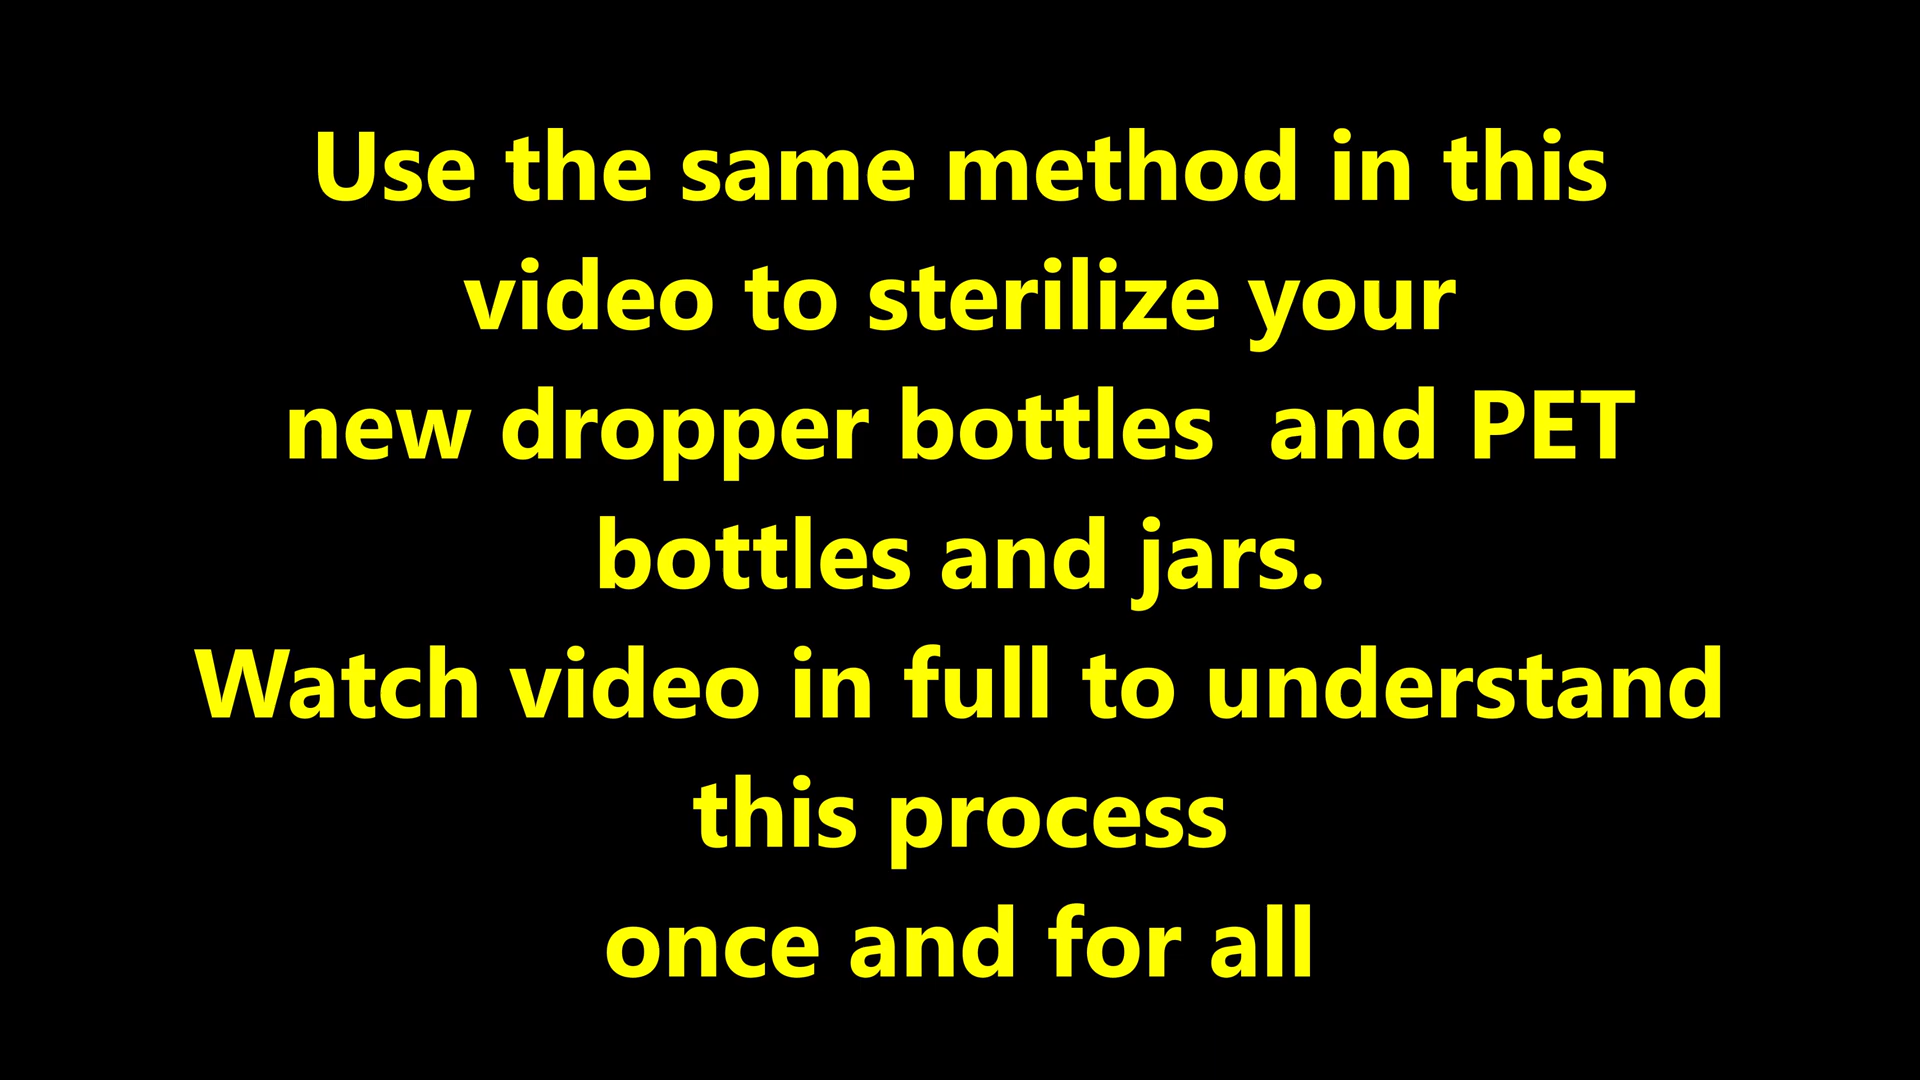 Use the same method in this
video to sterilize your
new dropper bottles  and PET
bottles and jars.
Watch video in full to understand
this process
once and for all